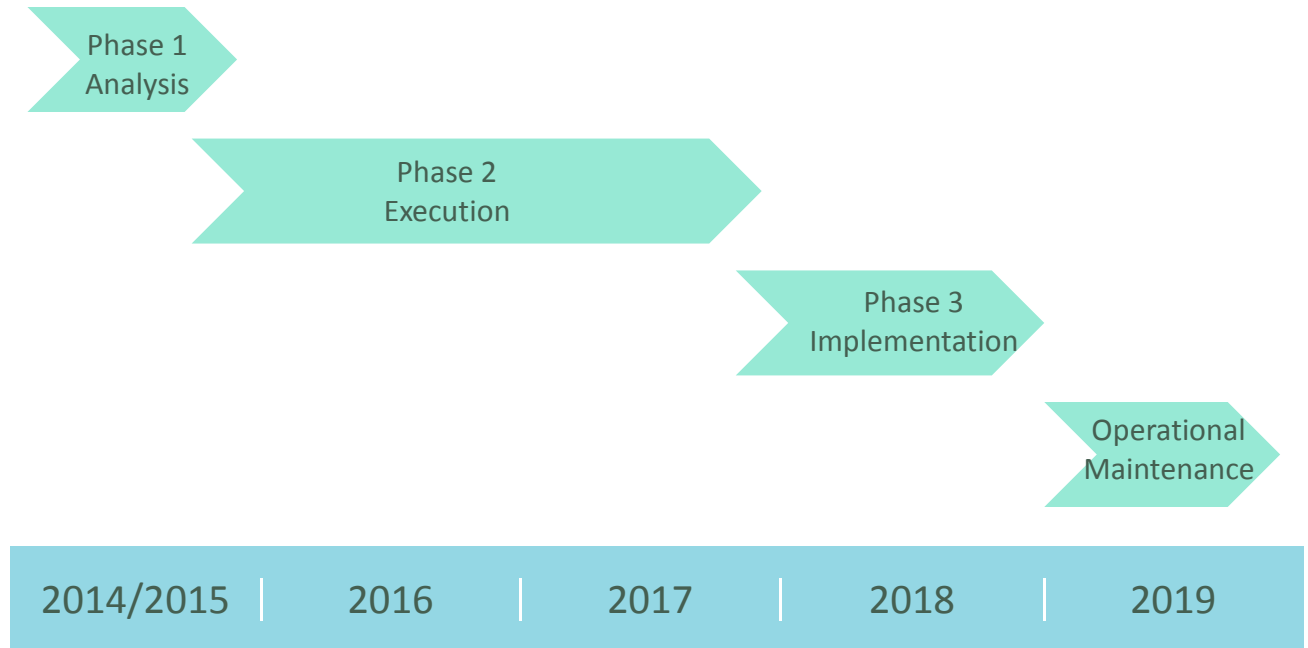 Phase 1
Analysis
Phase 2
Execution
Phase 3
Implementation
Operational
Maintenance
2014/2015
2016
2017
2018
2019